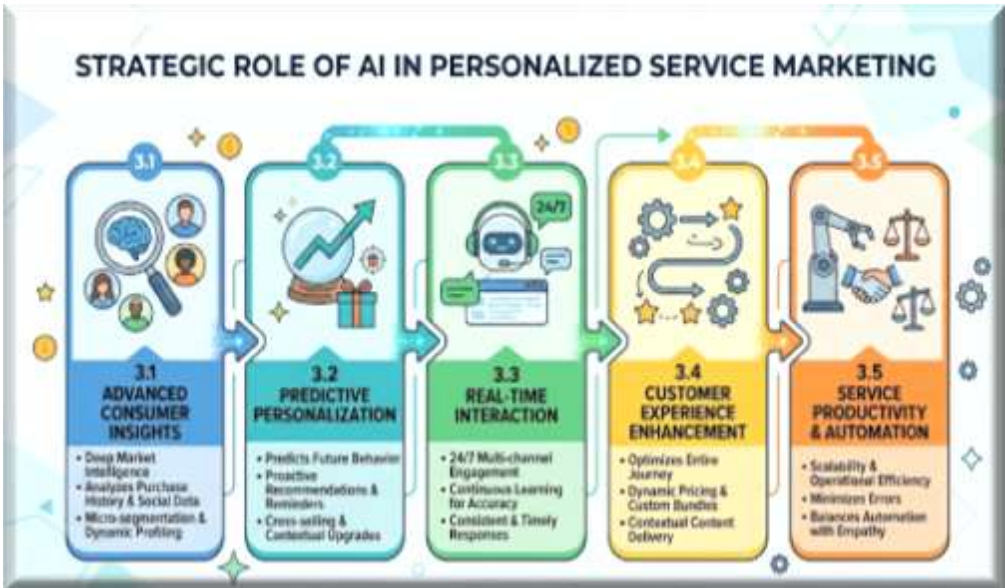 STRATEGIC ROLE OF AI IN PERSONALIZED SERVICE MARKETING
3.1
3.2
3.3
3.4
3.5
24/7
3.1
ADVANCED
CONSUMER
INSIGHTS
• Deep Market
Intelligence
• Analyzes Purchase
History & Social Data
• Micro-segmentation &
Dynamic Profiling
3.2
PREDICTIVE
PERSONALIZATION
• Predicts Future Behavior
• Proactive
Recommendations &
Reminders
• Cross-selling &
Contextual Upgrades
3.3
REAL-TIME
INTERACTION
• 24/7 Multi-channel
Engagement
• Continuous Learning
for Accuracy
• Consistent & Timely
Responses
3.4
CUSTOMER
EXPERIENCE
ENHANCEMENT
• Optimizes Entire
Journey
• Dynamic Pricing &
Custom Bundles
• Contextual Content
Delivery
3.5
SERVICE
PRODUCTIVITY
& AUTOMATION
• Scalability &
Operational Efficiency
• Minimizes Errors
• Balances Automation
with Empathy